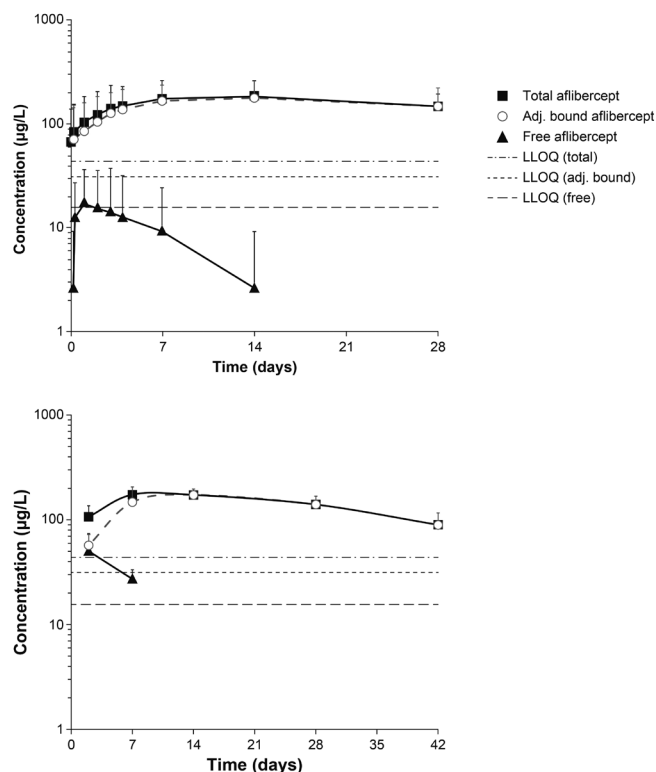 1000
100
10
1
Concentration (µg/L)
0 7 14 21 28
Time (days)
Total aflibercept
Adj. bound aflibercept
Free aflibercept
LLOQ (total)
LLOQ (adj. bound)
LLOQ (free)
1000
100
10
1
Concentration (µg/L)
0 7 14 21 28 35 42
Time (days)